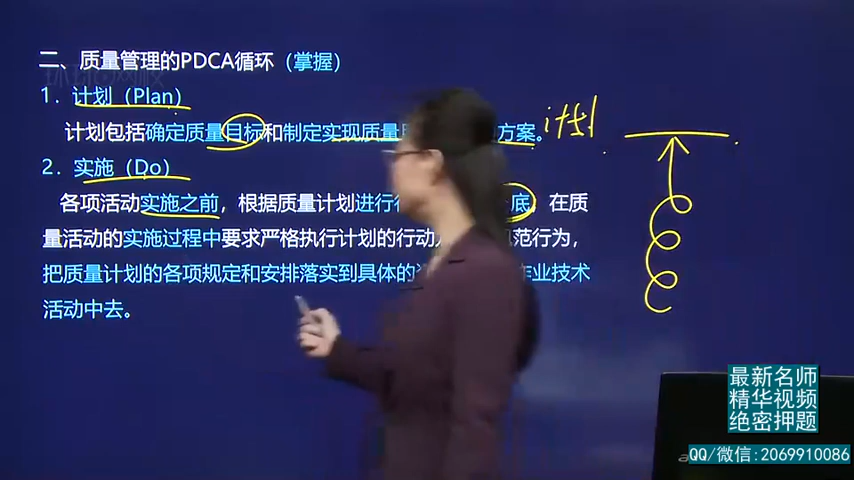 二、质量管理的PDCA循环（掌握）
1. 计划（Plan）
计划包括确定质量目标和制定实现质量 方案。计划
2. 实施（Do）
各项活动实施之前，根据质量计划进行 底，在质
量活动的实施过程中要求严格执行计划的行动 范行为，
把质量计划的各项规定和安排落实到具体的 作业技术
活动中去。
最新名师
精华视频
绝密押题
QQ/微信:2069910086